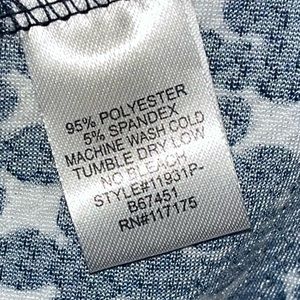 95% POLYESTER
5% SPANDEX
MACHINE WASH COLD
TUMBLE DRY LOW
NO BLEACH
STYLE#11931P-
B67451
RN#117175